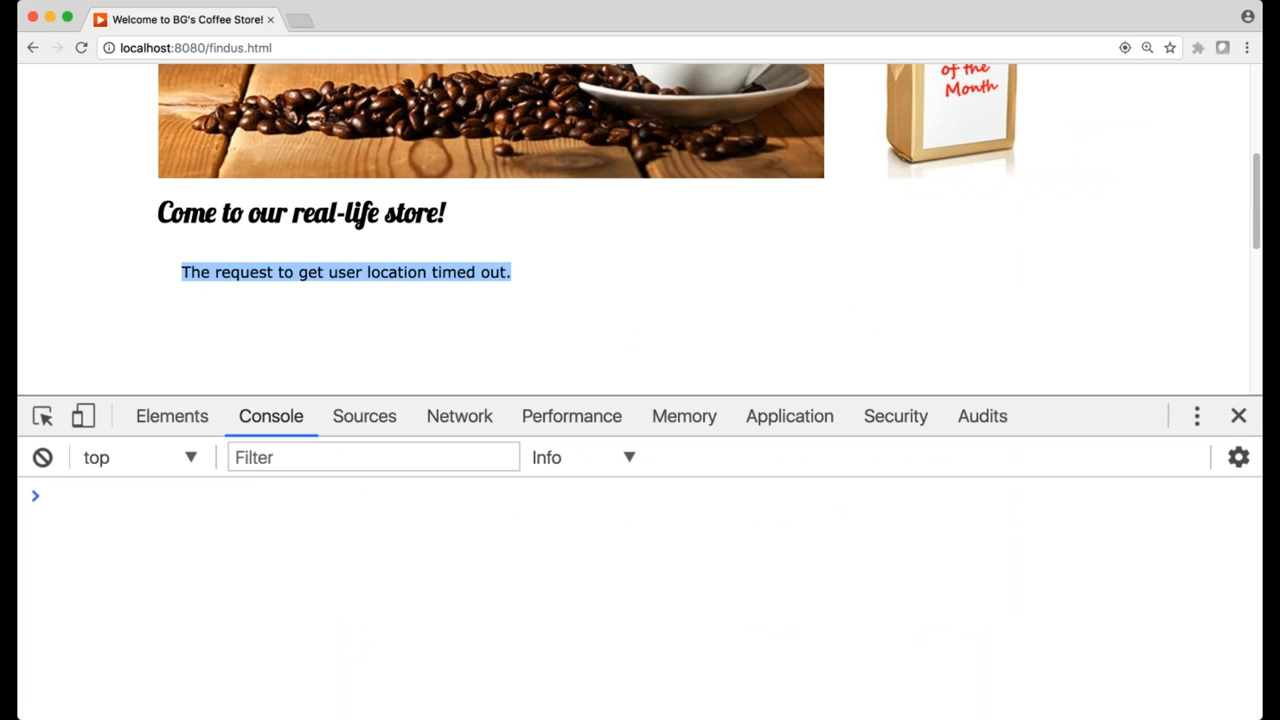 Welcome to BG's Coffee Store!
localhost:8080/findus.html
of the
Month
Come to our real-life store!
The request to get user location timed out.
Elements Console Sources Network Performance Memory Application Security Audits
top Filter Info